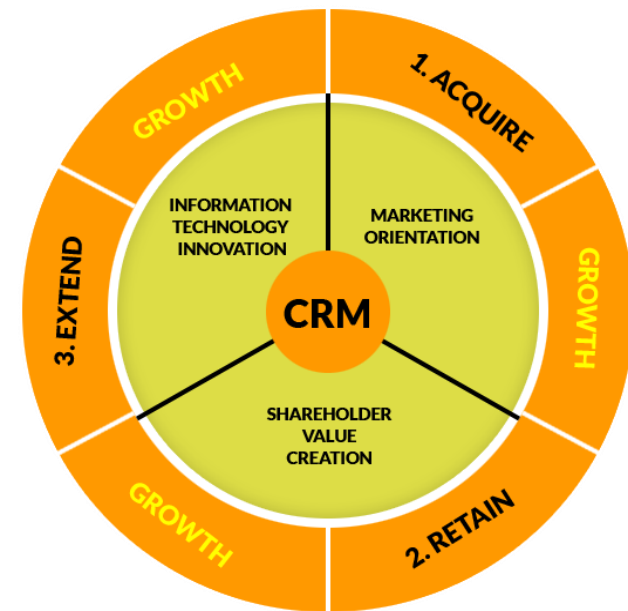 1. ACQUIRE
GROWTH
2. RETAIN
GROWTH
3. EXTEND
GROWTH
INFORMATION
TECHNOLOGY
INNOVATION
MARKETING
ORIENTATION
CRM
SHAREHOLDER
VALUE
CREATION